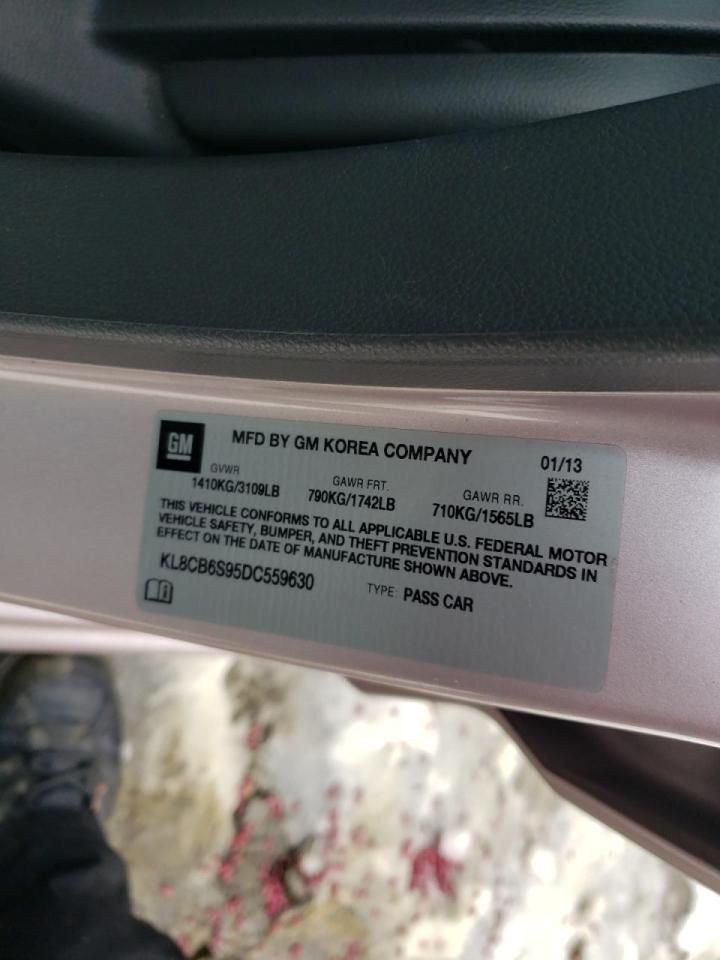 GM MFD BY GM KOREA COMPANY 01/13
GVWR GAWR FRT. GAWR RR.
1410KG/3109LB 790KG/1742LB 710KG/1565LB
THIS VEHICLE CONFORMS TO ALL APPLICABLE U.S. FEDERAL MOTOR
VEHICLE SAFETY, BUMPER, AND THEFT PREVENTION STANDARDS IN
EFFECT ON THE DATE OF MANUFACTURE SHOWN ABOVE.
KL8CB6S95DC559630 TYPE: PASS CAR